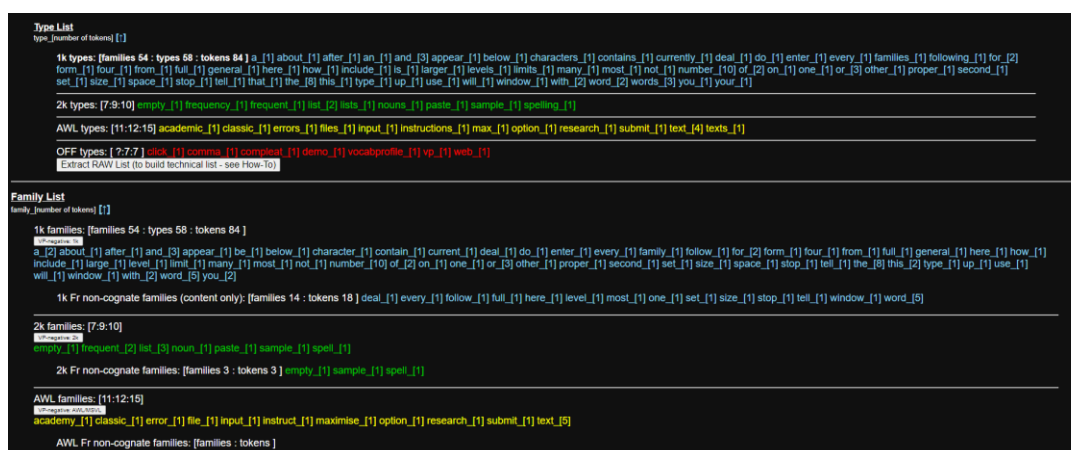 Type List
type_[number of tokens] [↑]
1k types: [families 54 : types 58 : tokens 84 ] a_[1] about_[1] after_[1] an_[1] and_[3] appear_[1] below_[1] characters_[1] contains_[1] currently_[1] deal_[1] do_[1] enter_[1] every_[1] families_[1] following_[1] for_[2]
form_[1] four_[1] from_[1] full_[1] general_[1] here_[1] how_[1] include_[1] is_[1] larger_[1] levels_[1] limits_[1] many_[1] most_[1] not_[1] number_[10] of_[2] on_[1] one_[1] or_[3] other_[1] proper_[1] second_[1]
set_[1] size_[1] space_[1] stop_[1] tell_[1] that_[1] the_[8] this_[1] type_[1] up_[1] use_[1] will_[1] window_[1] with_[2] word_[2] words_[3] you_[1] your_[1]
2k types: [7:9:10] empty_[1] frequency_[1] frequent_[1] list_[2] lists_[1] nouns_[1] paste_[1] sample_[1] spelling_[1]
AWL types: [11:12:15] academic_[1] classic_[1] errors_[1] files_[1] input_[1] instructions_[1] max_[1] option_[1] research_[1] submit_[1] text_[4] texts_[1]
OFF types: [ ?:7:7 ] click_[1] comma_[1] compleat_[1] demo_[1] vocabprofile_[1] vp_[1] web_[1]
Extract RAW List (to build technical list - see How-To)
Family List
family_[number of tokens] [↑]
1k families: [families 54 : types 58 : tokens 84 ]
VP-negative: 1k
a_[2] about_[1] after_[1] and_[3] appear_[1] be_[1] below_[1] character_[1] contain_[1] current_[1] deal_[1] do_[1] enter_[1] every_[1] family_[1] follow_[1] for_[2] form_[1] four_[1] from_[1] full_[1] general_[1] here_[1] how_[1]
include_[1] large_[1] level_[1] limit_[1] many_[1] most_[1] not_[1] number_[10] of_[2] on_[1] one_[1] or_[3] other_[1] proper_[1] second_[1] set_[1] size_[1] space_[1] stop_[1] tell_[1] the_[8] this_[2] type_[1] up_[1] use_[1]
will_[1] window_[1] with_[2] word_[5] you_[2]
1k Fr non-cognate families (content only): [families 14 : tokens 18 ] deal_[1] every_[1] follow_[1] full_[1] here_[1] level_[1] most_[1] one_[1] set_[1] size_[1] stop_[1] tell_[1] window_[1] word_[5]
2k families: [7:9:10]
VP-negative: 2k
empty_[1] frequent_[2] list_[3] noun_[1] paste_[1] sample_[1] spell_[1]
2k Fr non-cognate families: [families 3 : tokens 3 ] empty_[1] sample_[1] spell_[1]
AWL families: [11:12:15]
VP-negative: AWL/MSVL
academy_[1] classic_[1] error_[1] file_[1] input_[1] instruct_[1] maximise_[1] option_[1] research_[1] submit_[1] text_[5]
AWL Fr non-cognate families: [families : tokens ]